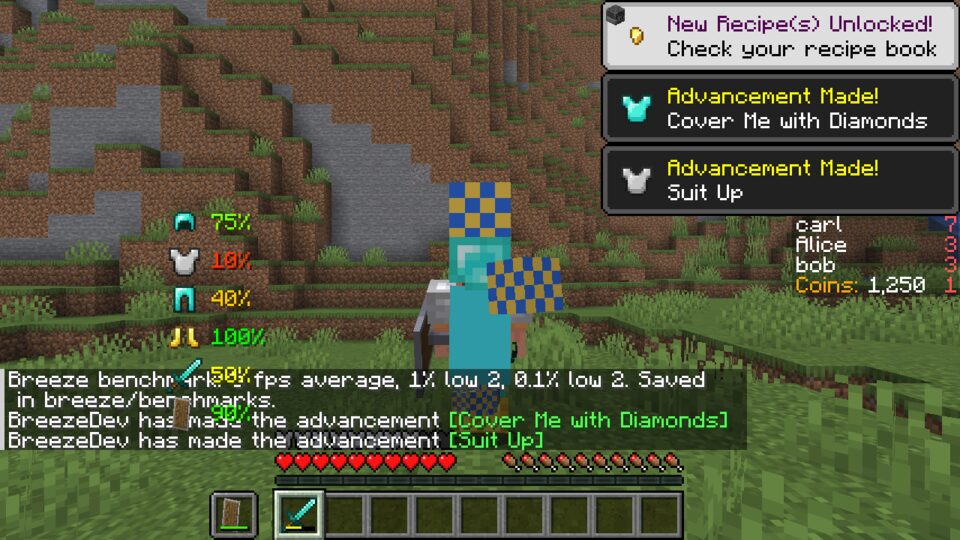 New Recipe(s) Unlocked!
Check your recipe book
Advancement Made!
Cover Me with Diamonds
Advancement Made!
Suit Up
carl 7
Alice 3
bob 3
Coins: 1,250 1
75%
10%
40%
100%
50%
90%
Breeze fps average, 1% low 2, 0.1% low 2. Saved
in breeze/benchmarks.
BreezeDev has made the advancement [Cover Me with Diamonds]
BreezeDev has made the advancement [Suit Up]